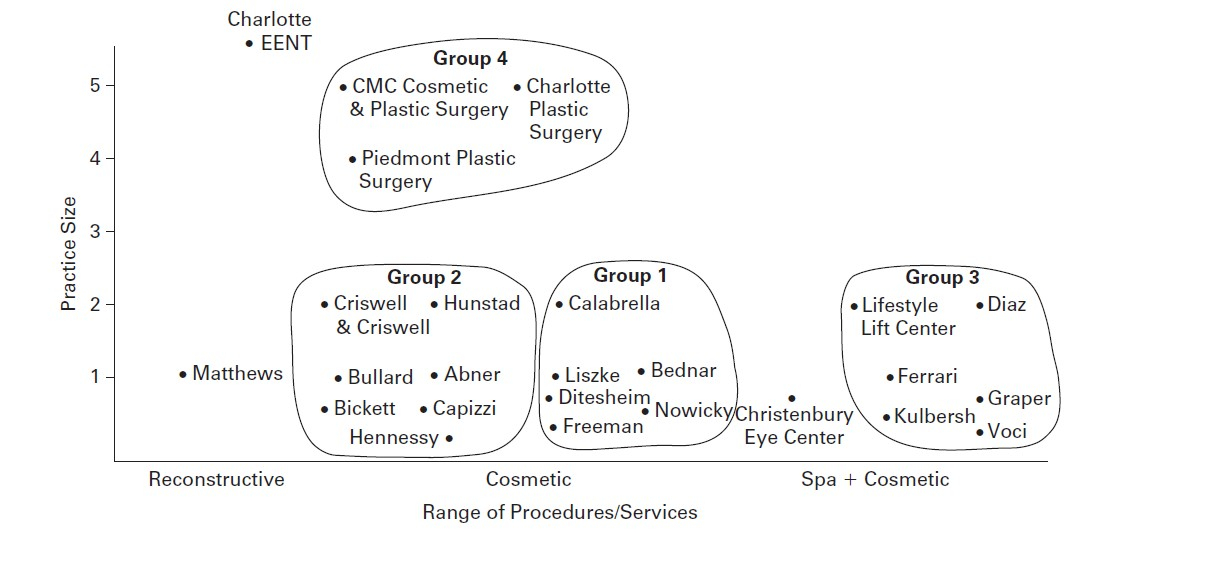 Charlotte
• EENT
Group 4
5
• CMC Cosmetic
& Plastic Surgery
• Charlotte
Plastic
Surgery
4
• Piedmont Plastic
Surgery
3
Practice Size
Group 2
Group 1
Group 3
2
• Criswell
& Criswell
• Hunstad
• Calabrella
• Lifestyle
Lift Center
• Diaz
1
• Matthews
• Bullard
• Abner
• Liszke
• Bednar
• Ferrari
• Bickett
• Capizzi
• Ditesheim
• Nowicky
• Freeman
Hennessy •
•
Christenbury
Eye Center
• Kulbersh
• Graper
• Voci
Reconstructive
Cosmetic
Spa + Cosmetic
Range of Procedures/Services